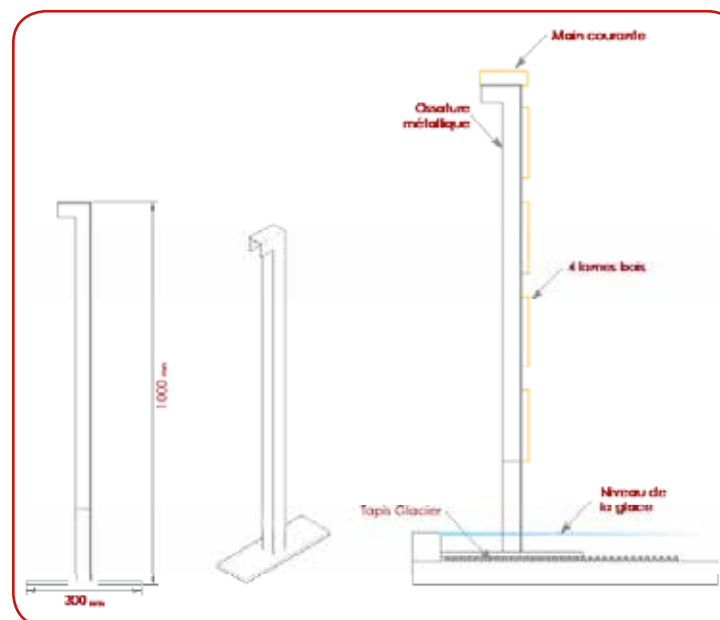 Main courante
Ossature
métallique
4 lames bois
1000 mm
Niveau de
la glace
Tapis Glacier
300 mm